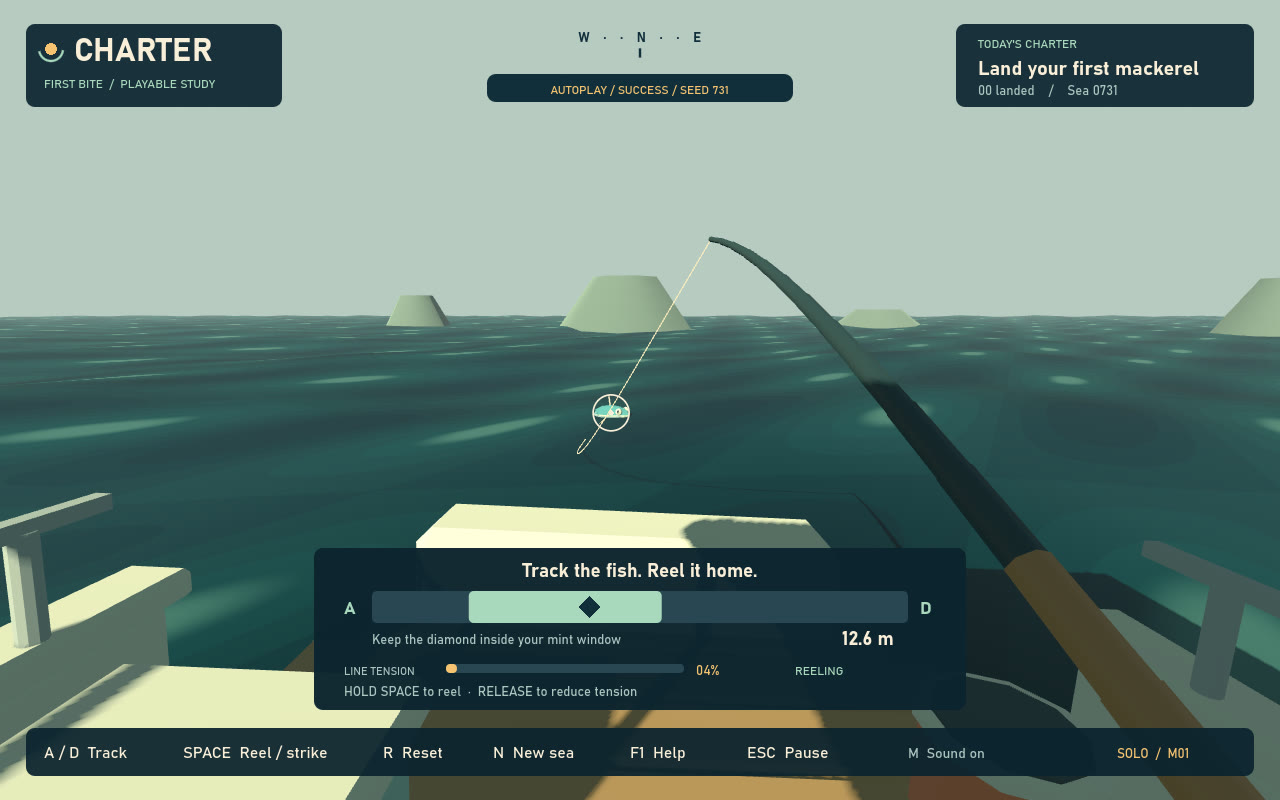 CHARTER
FIRST BITE / PLAYABLE STUDY
W · · N · · E
AUTOPLAY / SUCCESS / SEED 731
TODAY'S CHARTER
Land your first mackerel
00 landed / Sea 0731
Track the fish. Reel it home.
A D
Keep the diamond inside your mint window 12.6 m
LINE TENSION 04% REELING
HOLD SPACE to reel · RELEASE to reduce tension
A / D Track SPACE Reel / strike R Reset N New sea F1 Help ESC Pause M Sound on SOLO / M01